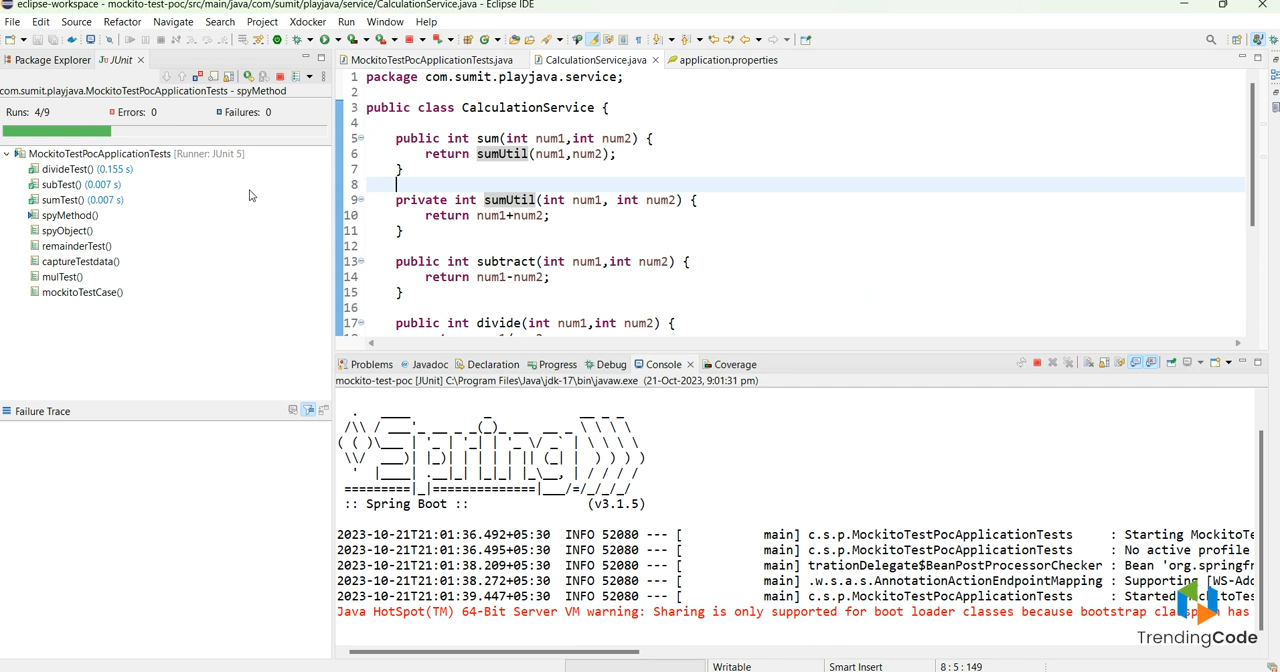 eclipse-workspace - mockito-test-poc/src/main/java/com/sumit/playjava/service/CalculationService.java - Eclipse IDE
File Edit Source Refactor Navigate Search Project Xdocker Run Window Help
Package Explorer JUnit
MockitoTestPocApplicationTests.java CalculationService.java application.properties
com.sumit.playjava.MockitoTestPocApplicationTests - spyMethod
Runs: 4/9 Errors: 0 Failures: 0
MockitoTestPocApplicationTests [Runner: JUnit 5]
divideTest() (0.155 s)
subTest() (0.007 s)
sumTest() (0.007 s)
spyMethod()
spyObject()
remainderTest()
captureTestdata()
mulTest()
mockitoTestCase()
Failure Trace
1 package com.sumit.playjava.service;
2
3 public class CalculationService {
4
5 public int sum(int num1,int num2) {
6 return sumUtil(num1,num2);
7 }
8
9 private int sumUtil(int num1, int num2) {
10 return num1+num2;
11 }
12
13 public int subtract(int num1,int num2) {
14 return num1-num2;
15 }
16
17 public int divide(int num1,int num2) {
Problems Javadoc Declaration Progress Debug Console Coverage
mockito-test-poc [JUnit] C:\Program Files\Java\jdk-17\bin\javaw.exe (21-Oct-2023, 9:01:31 pm)
Spring
:: Spring Boot :: (v3.1.5)
2023-10-21T21:01:36.492+05:30 INFO 52080 --- [ main] c.s.p.MockitoTestPocApplicationTests : Starting MockitoTe
2023-10-21T21:01:36.495+05:30 INFO 52080 --- [ main] c.s.p.MockitoTestPocApplicationTests : No active profile
2023-10-21T21:01:38.209+05:30 INFO 52080 --- [ main] trationDelegate$BeanPostProcessorChecker : Bean 'org.springfr
2023-10-21T21:01:38.272+05:30 INFO 52080 --- [ main] .w.s.a.s.AnnotationActionEndpointMapping : Supporting [WS-Add
2023-10-21T21:01:39.447+05:30 INFO 52080 --- [ main] c.s.p.MockitoTestPocApplicationTests : Started MockitoTes
Java HotSpot(TM) 64-Bit Server VM warning: Sharing is only supported for boot loader classes because bootstrap classpath has
TrendingCode
Writable Smart Insert 8 : 5 : 149